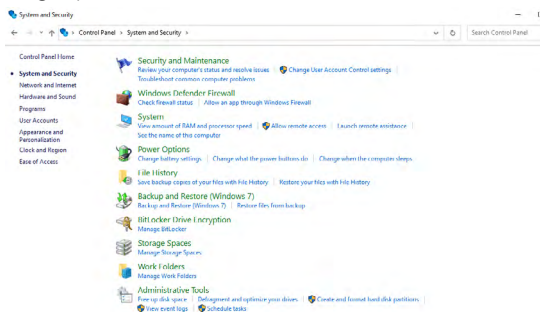 System and Security
Control Panel > System and Security >
Search Control Panel
Control Panel Home
System and Security
Network and Internet
Hardware and Sound
Programs
User Accounts
Appearance and
Personalization
Clock and Region
Ease of Access
Security and Maintenance
Review your computer's status and resolve issues | Change User Account Control settings |
Troubleshoot common computer problems
Windows Defender Firewall
Check firewall status | Allow an app through Windows Firewall
System
View amount of RAM and processor speed | Allow remote access | Launch remote assistance |
See the name of this computer
Power Options
Change battery settings | Change what the power buttons do | Change when the computer sleeps
File History
Save backup copies of your files with File History | Restore your files with File History
Backup and Restore (Windows 7)
Backup and Restore (Windows 7) | Restore files from backup
BitLocker Drive Encryption
Manage BitLocker
Storage Spaces
Manage Storage Spaces
Work Folders
Manage Work Folders
Administrative Tools
Free up disk space | Defragment and optimize your drives | Create and format hard disk partitions |
View event logs | Schedule tasks